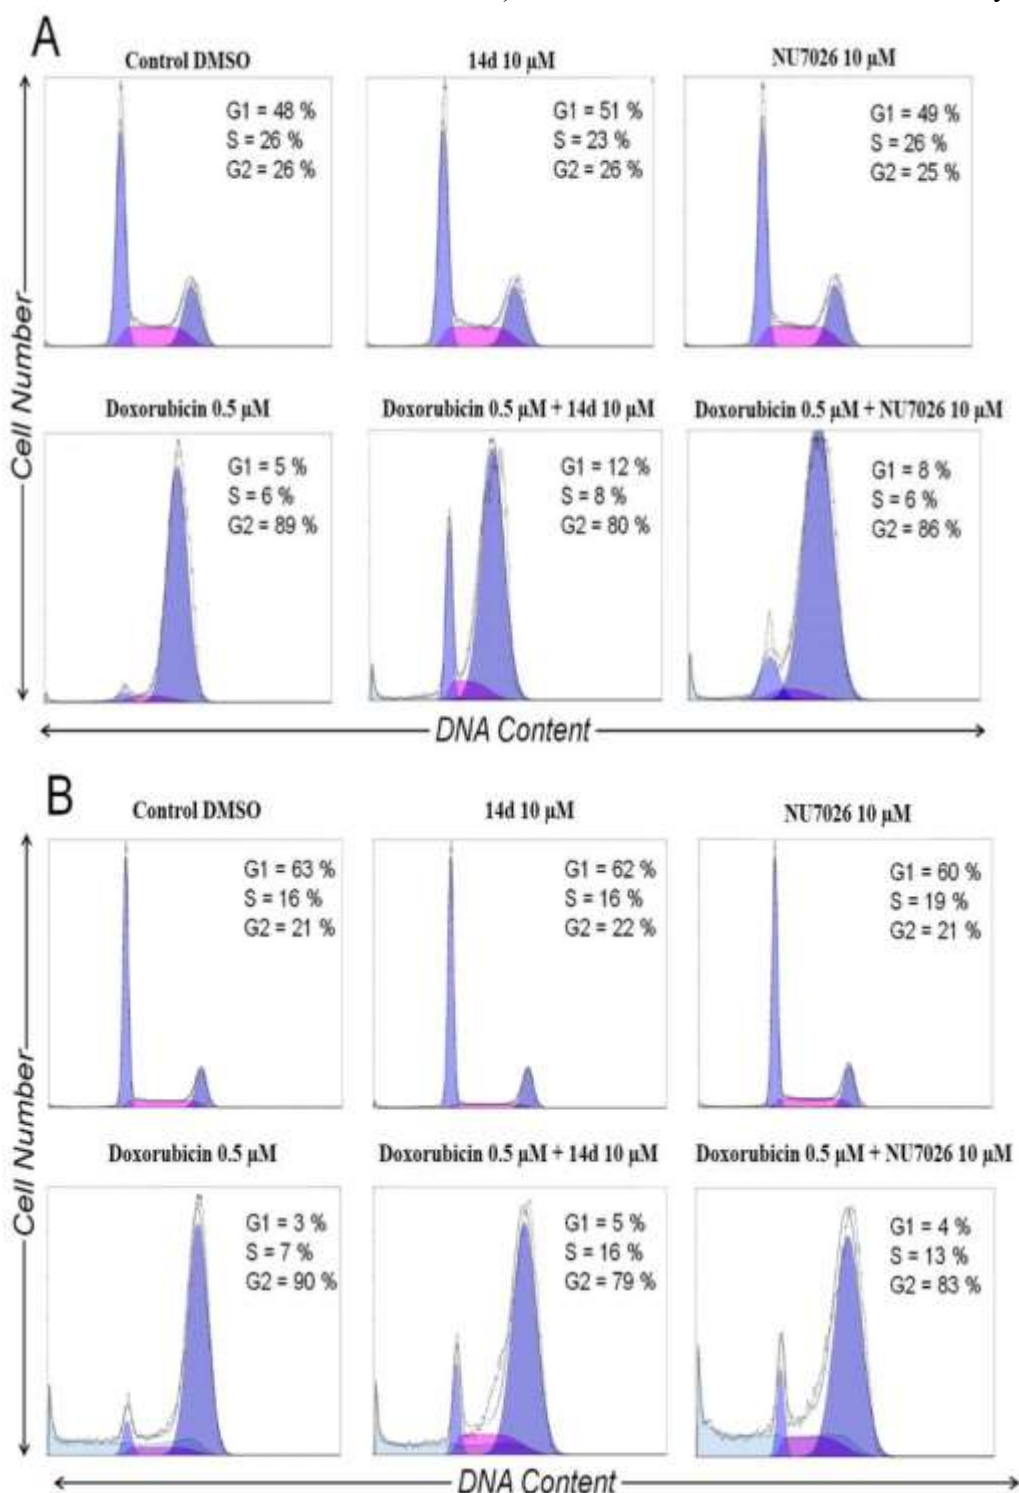 A
Control DMSO
14d 10 µM
NU7026 10 µM
G1 = 48 %
S = 26 %
G2 = 26 %
G1 = 51 %
S = 23 %
G2 = 26 %
G1 = 49 %
S = 26 %
G2 = 25 %
Cell Number
Doxorubicin 0.5 µM
Doxorubicin 0.5 µM + 14d 10 µM
Doxorubicin 0.5 µM + NU7026 10 µM
G1 = 5 %
S = 6 %
G2 = 89 %
G1 = 12 %
S = 8 %
G2 = 80 %
G1 = 8 %
S = 6 %
G2 = 86 %
DNA Content
B
Control DMSO
14d 10 µM
NU7026 10 µM
G1 = 63 %
S = 16 %
G2 = 21 %
G1 = 62 %
S = 16 %
G2 = 22 %
G1 = 60 %
S = 19 %
G2 = 21 %
Cell Number
Doxorubicin 0.5 µM
Doxorubicin 0.5 µM + 14d 10 µM
Doxorubicin 0.5 µM + NU7026 10 µM
G1 = 3 %
S = 7 %
G2 = 90 %
G1 = 5 %
S = 16 %
G2 = 79 %
G1 = 4 %
S = 13 %
G2 = 83 %
DNA Content